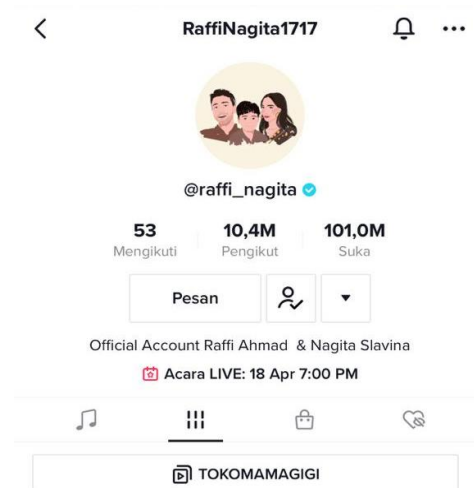 RaffiNagita1717
@raffi_nagita
53 10,4M 101,0M
Mengikuti Pengikut Suka
Pesan
Official Account Raffi Ahmad & Nagita Slavina
Acara LIVE: 18 Apr 7:00 PM
TOKOMAMAGIGI